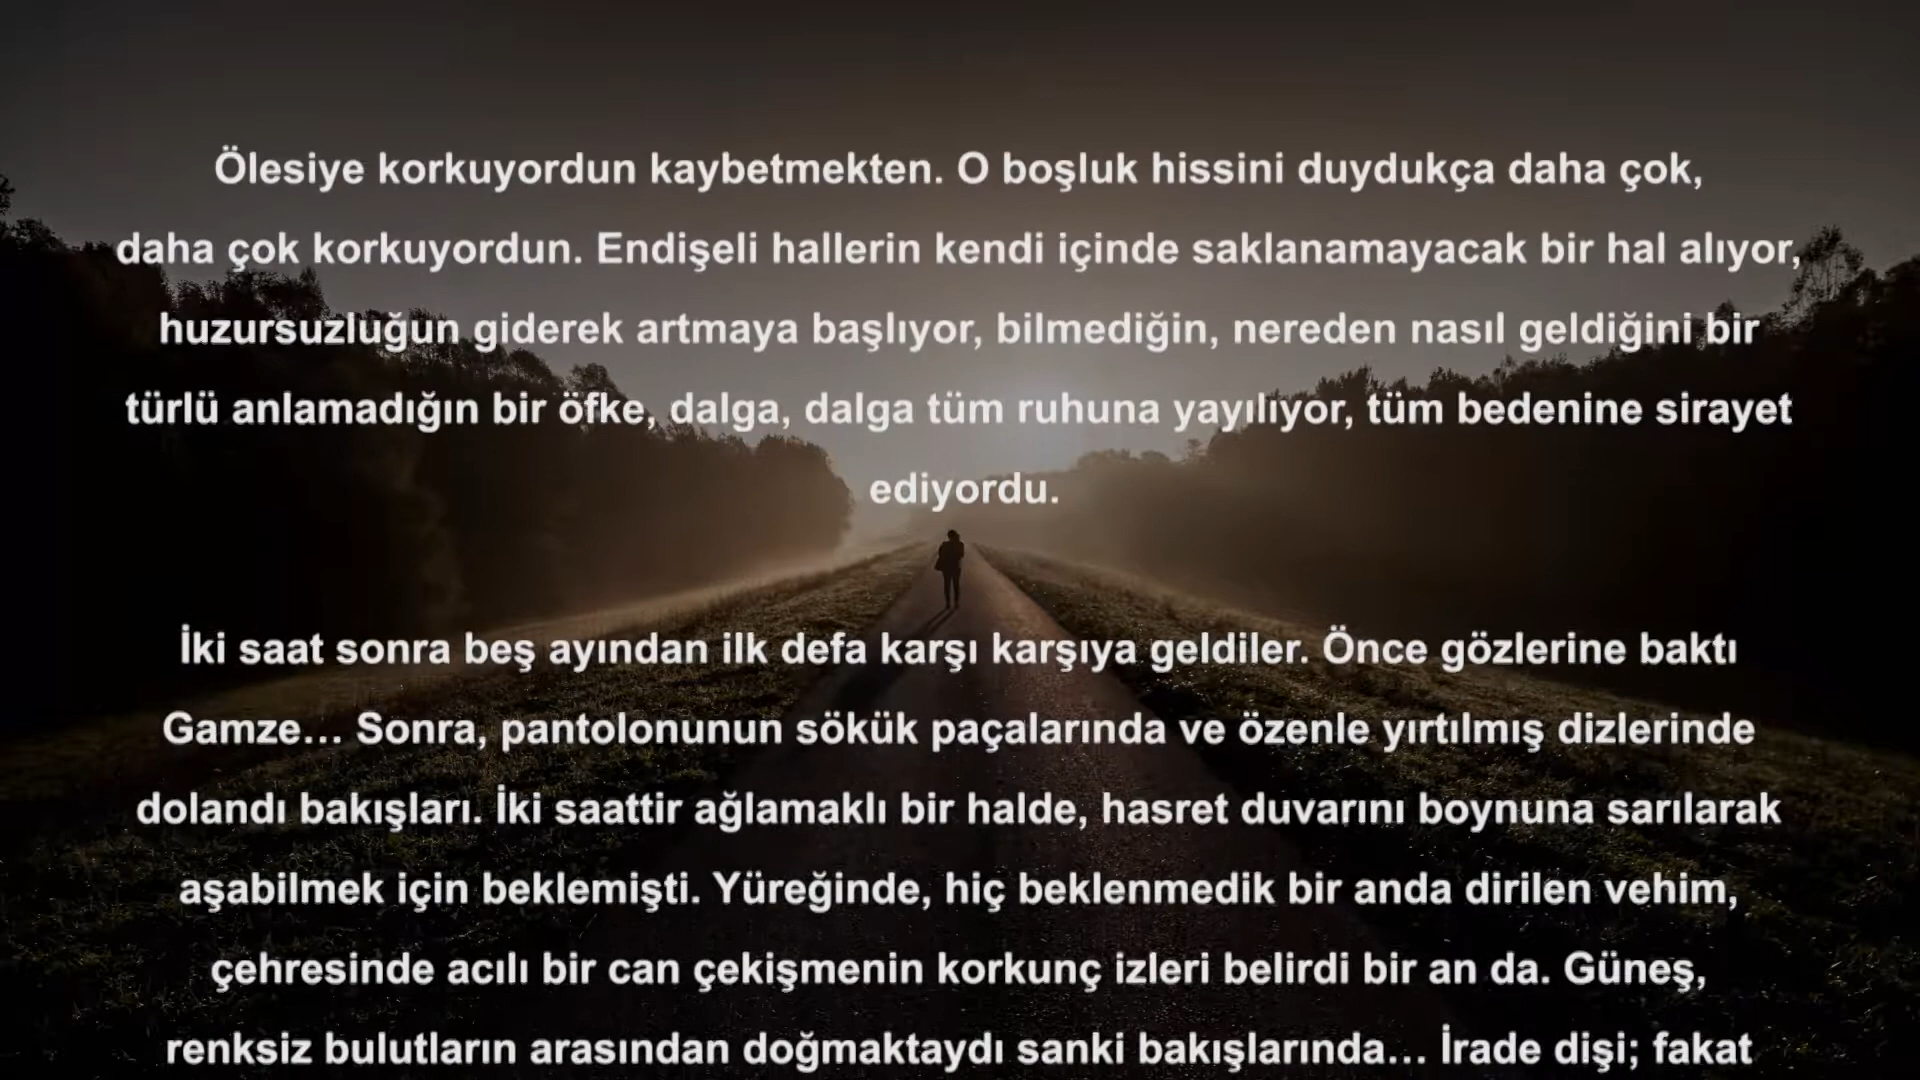 Ölesiye korkuyordun kaybetmekten. O boşluk hissini duydukça daha çok,
daha çok korkuyordun. Endişeli hallerin kendi içinde saklanamayacak bir hal alıyor,
huzursuzluğun giderek artmaya başlıyor, bilmediğin, nereden nasıl geldiğini bir
türlü anlamadığın bir öfke, dalga, dalga tüm ruhuna yayılıyor, tüm bedenine sirayet
ediyordu.
İki saat sonra beş ayından ilk defa karşı karşıya geldiler. Önce gözlerine baktı
Gamze… Sonra, pantolonunun sökük paçalarında ve özenle yırtılmış dizlerinde
dolandı bakışları. İki saattir ağlamaklı bir halde, hasret duvarını boynuna sarılarak
aşabilmek için beklemişti. Yüreğinde, hiç beklenmedik bir anda dirilen vehim,
çehresinde acılı bir can çekişmenin korkunç izleri belirdi bir an da. Güneş,
renksiz bulutların arasından doğmaktaydı sanki bakışlarında… İrade dişi; fakat